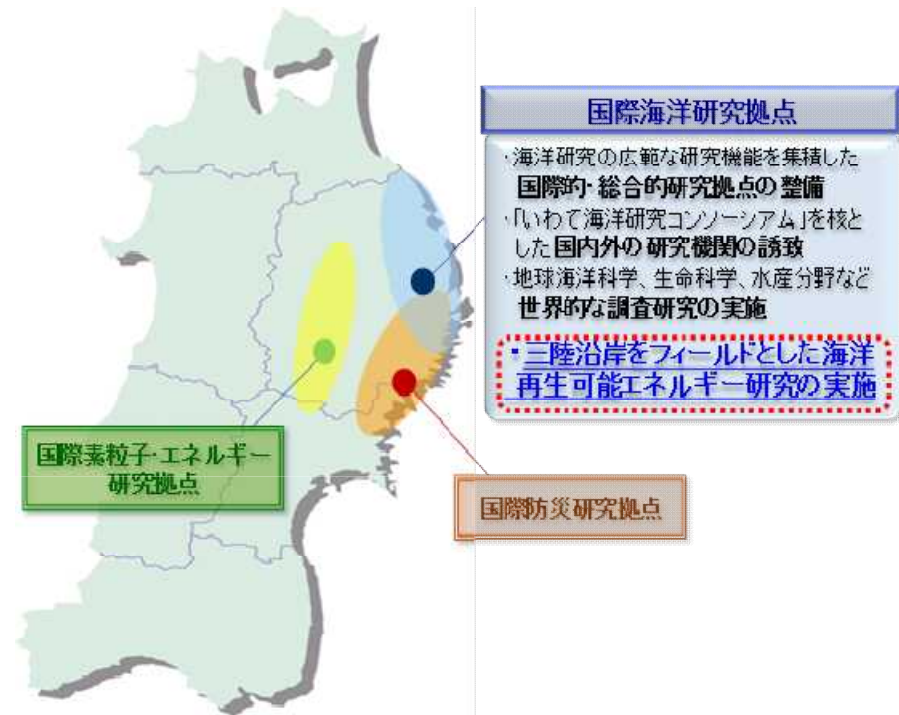 国際海洋研究拠点
・海洋研究の広範な研究機能を集積した
国際的・総合的研究拠点の整備
・「いわて海洋研究コンソーシアム」を核と
した国内外の研究機関の誘致
・地球海洋科学、生命科学、水産分野など
世界的な調査研究の実施
・三陸沿岸をフィールドとした海洋
再生可能エネルギー研究の実施
国際素粒子・エネルギー
研究拠点
国際防災研究拠点